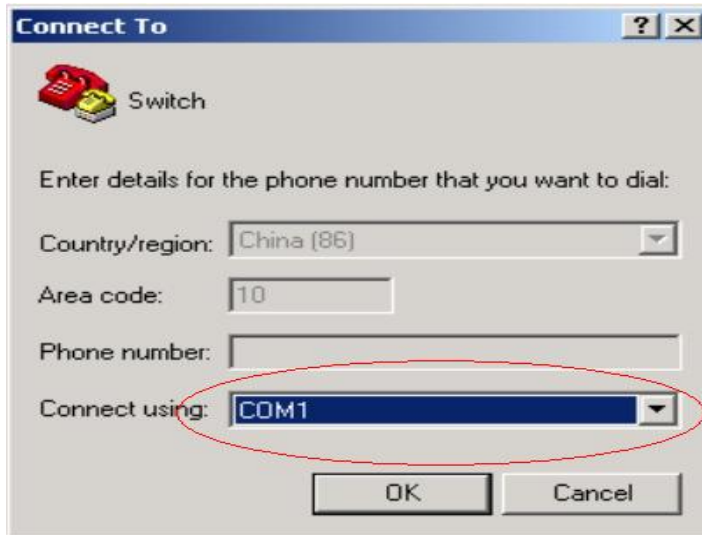 Connect To
Switch
Enter details for the phone number that you want to dial:
Country/region: China (86)
Area code: 10
Phone number:
Connect using: COM1
OK Cancel